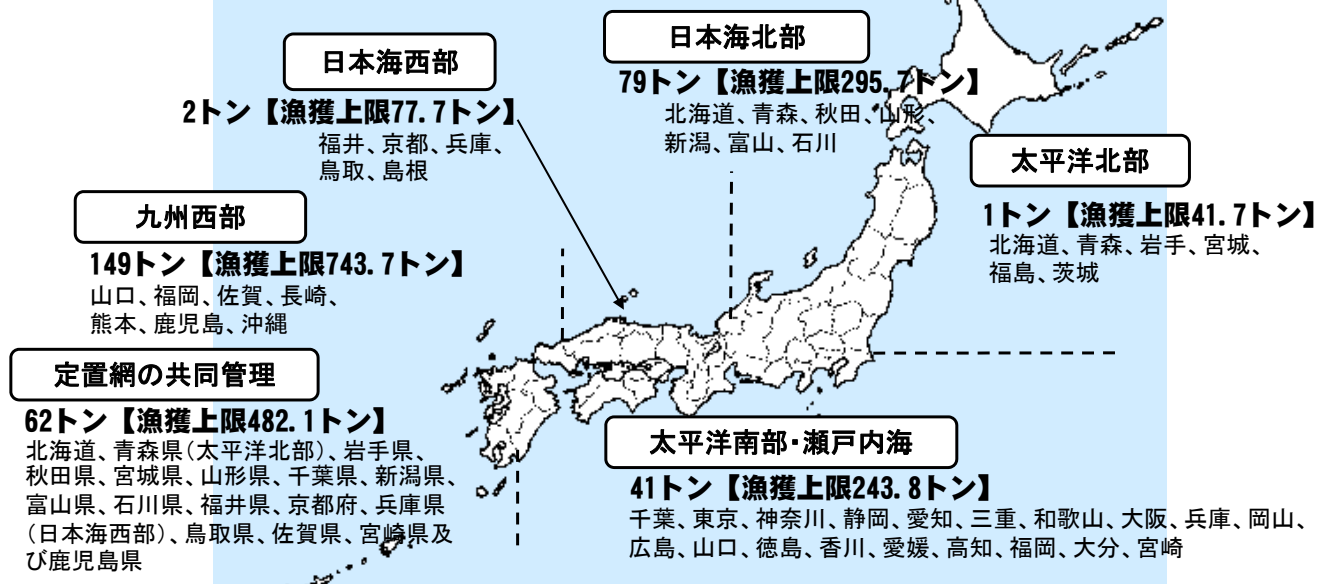 日本海北部
79トン【漁獲上限295.7トン】
北海道、青森、秋田、山形、
新潟、富山、石川
日本海西部
2トン【漁獲上限77.7トン】
福井、京都、兵庫、
鳥取、島根
太平洋北部
1トン【漁獲上限41.7トン】
北海道、青森、岩手、宮城、
福島、茨城
九州西部
149トン【漁獲上限743.7トン】
山口、福岡、佐賀、長崎、
熊本、鹿児島、沖縄
定置網の共同管理
62トン【漁獲上限482.1トン】
北海道、青森県（太平洋北部）、岩手県、
秋田県、宮城県、山形県、千葉県、新潟県、
富山県、石川県、福井県、京都府、兵庫県
（日本海西部）、鳥取県、佐賀県、宮崎県及
び鹿児島県
太平洋南部・瀬戸内海
41トン【漁獲上限243.8トン】
千葉、東京、神奈川、静岡、愛知、三重、和歌山、大阪、兵庫、岡山、
広島、山口、徳島、香川、愛媛、高知、福岡、大分、宮崎